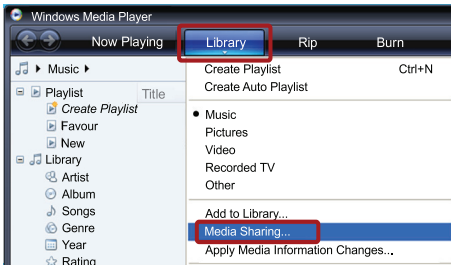 Windows Media Player
Now Playing Library Rip Burn
Music
Playlist Title
Create Playlist
Favour
New
Library
Artist
Album
Songs
Genre
Year
Rating
Create Playlist Ctrl+N
Create Auto Playlist
Music
Pictures
Video
Recorded TV
Other
Add to Library...
Media Sharing...
Apply Media Information Changes...